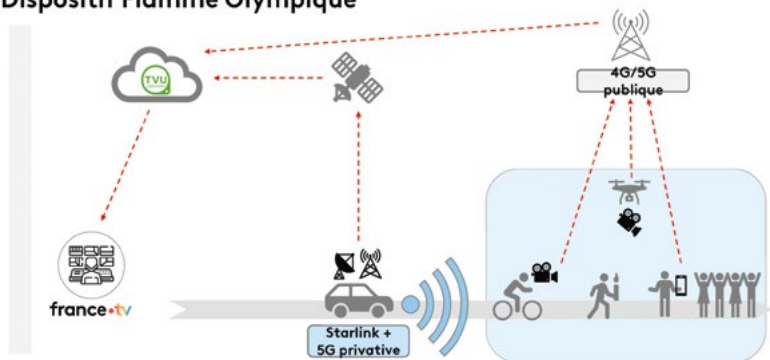 Dispositif Flamme Olympique
TVU
4G/5G
publique
france•tv
Starlink +
5G privative